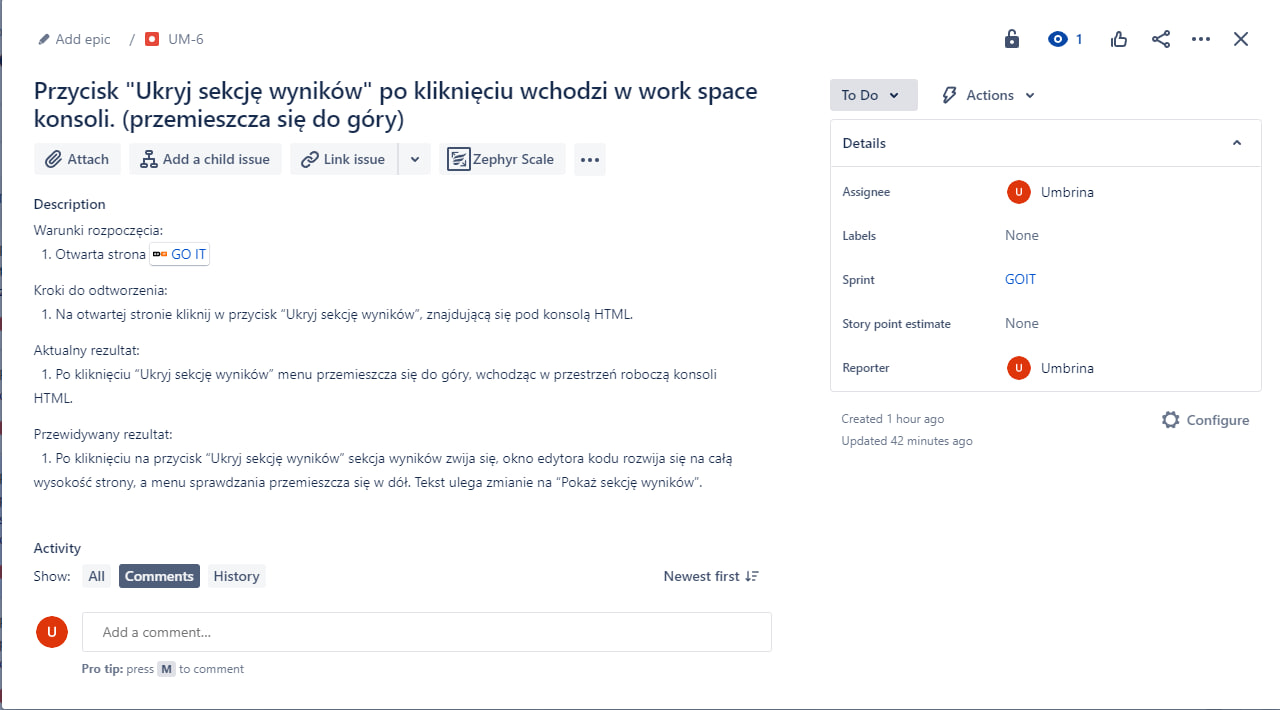 Add epic / UM-6
1
Przycisk "Ukryj sekcję wyników" po kliknięciu wchodzi w work space
konsoli. (przemieszcza się do góry)
Attach
Add a child issue
Link issue
Zephyr Scale
Description
Warunki rozpoczęcia:
1. Otwarta strona GO IT
Kroki do odtworzenia:
1. Na otwartej stronie kliknij w przycisk “Ukryj sekcję wyników”, znajdującą się pod konsolą HTML.
Aktualny rezultat:
1. Po kliknięciu “Ukryj sekcję wyników” menu przemieszcza się do góry, wchodząc w przestrzeń roboczą konsoli
HTML.
Przewidywany rezultat:
1. Po kliknięciu na przycisk “Ukryj sekcję wyników” sekcja wyników zwija się, okno edytora kodu rozwija się na całą
wysokość strony, a menu sprawdzania przemieszcza się w dół. Tekst ulega zmianie na “Pokaż sekcję wyników”.
Activity
Show: All Comments History
Newest first
U
Add a comment...
Pro tip: press M to comment
To Do
Actions
Details
Assignee
U Umbrina
Labels
None
Sprint
GOIT
Story point estimate
None
Reporter
U Umbrina
Created 1 hour ago
Configure
Updated 42 minutes ago